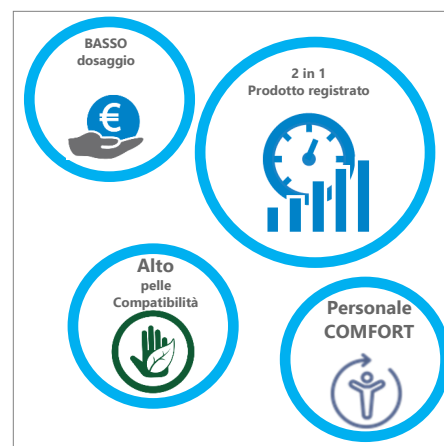 BASSO
dosaggio
€
2 in 1
Prodotto registrato
Alto
pelle
Compatibilità
Personale
COMFORT